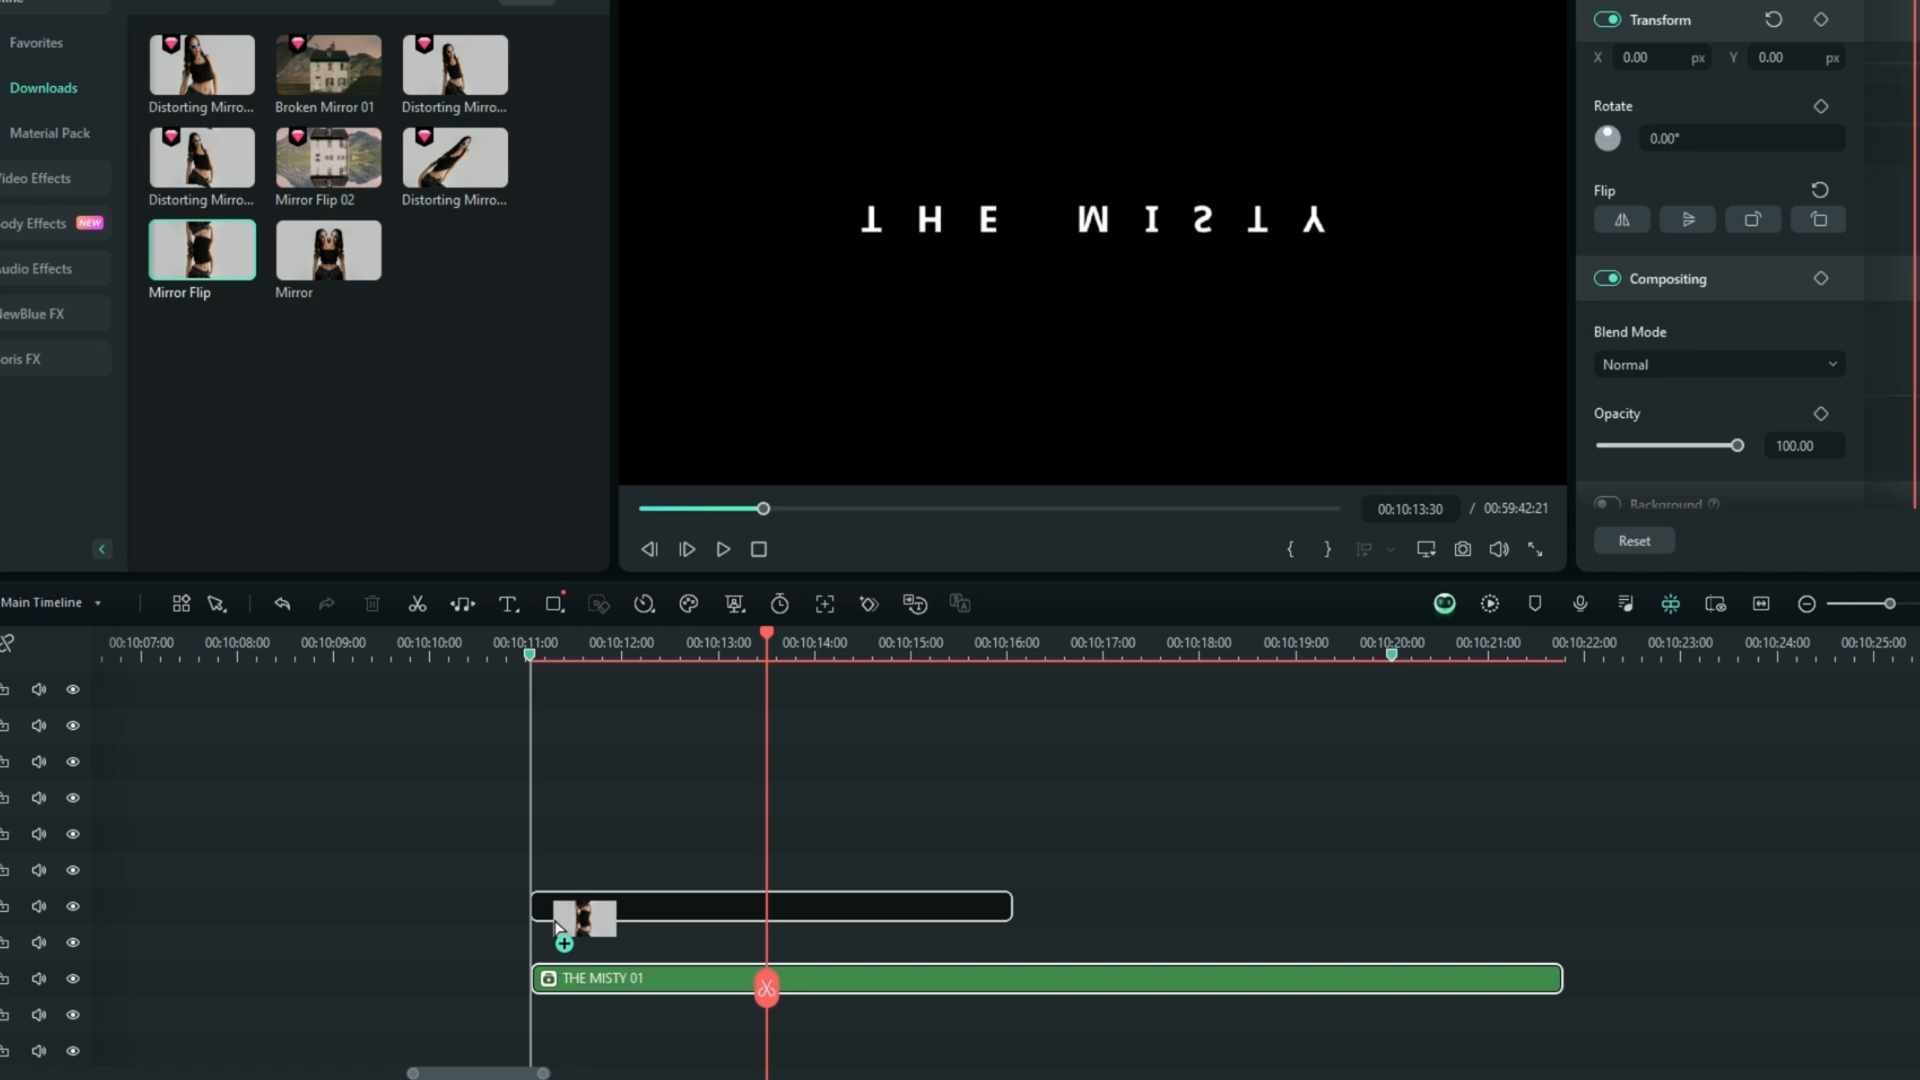 Favorites
Downloads
Material Pack
ideo Effects
ody Effects NEW
udio Effects
NewBlue FX
oris FX
Distorting Mirro...
Broken Mirror 01
Distorting Mirro...
Distorting Mirro...
Mirror Flip 02
Distorting Mirro...
Mirror Flip
Mirror
THE MISTY
00:10:13:30 / 00:59:42:21
Transform
X 0.00 px Y 0.00 px
Rotate
0.00°
Flip
Compositing
Blend Mode
Normal
Opacity
100.00
Background
Reset
Main Timeline
00:10:07:00 00:10:08:00 00:10:09:00 00:10:10:00 00:10:11:00 00:10:12:00 00:10:13:00 00:10:14:00 00:10:15:00 00:10:16:00 00:10:17:00 00:10:18:00 00:10:19:00 00:10:20:00 00:10:21:00 00:10:22:00 00:10:23:00 00:10:24:00 00:10:25:00
THE MISTY 01